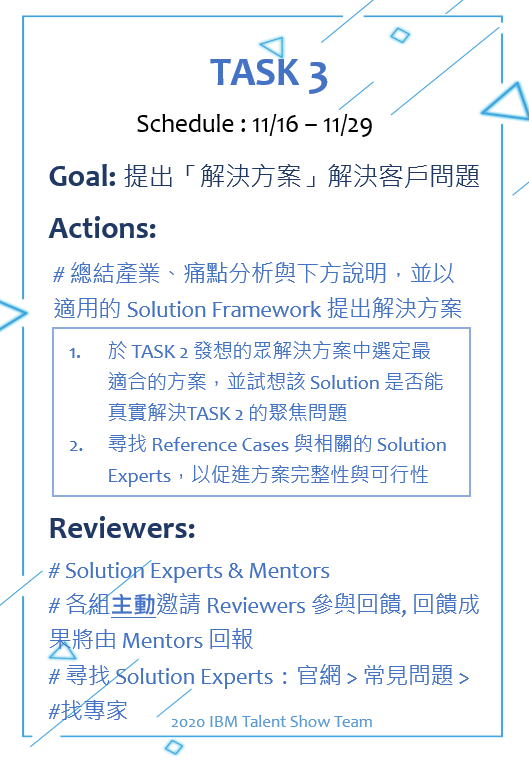 TASK 3
Schedule : 11/16 – 11/29
Goal: 提出「解決方案」解決客戶問題
Actions:
# 總結產業、痛點分析與下方說明，並以
適用的 Solution Framework 提出解決方案
1. 於 TASK 2 發想的眾解決方案中選定最
適合的方案，並試想該 Solution 是否能
真實解決TASK 2 的聚焦問題
2. 尋找 Reference Cases 與相關的 Solution
Experts，以促進方案完整性與可行性
Reviewers:
# Solution Experts & Mentors
# 各組主動邀請 Reviewers 參與回饋, 回饋成
果將由 Mentors 回報
# 尋找 Solution Experts：官網 > 常見問題 >
#找專家
2020 IBM Talent Show Team